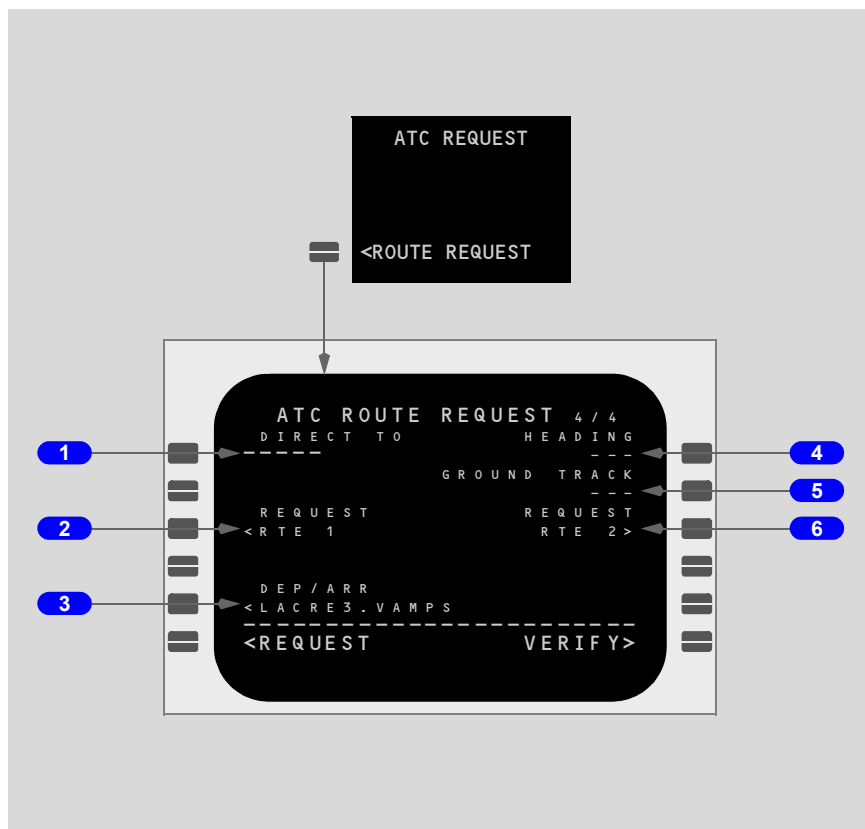 ATC REQUEST
<ROUTE REQUEST
ATC ROUTE REQUEST 4/4
DIRECT TO HEADING
----- ---
GROUND TRACK
---
REQUEST REQUEST
<RTE 1 RTE 2>
DEP/ARR
<LACRE3.VAMPS
------------------------
<REQUEST VERIFY>
1
2
3
4
5
6